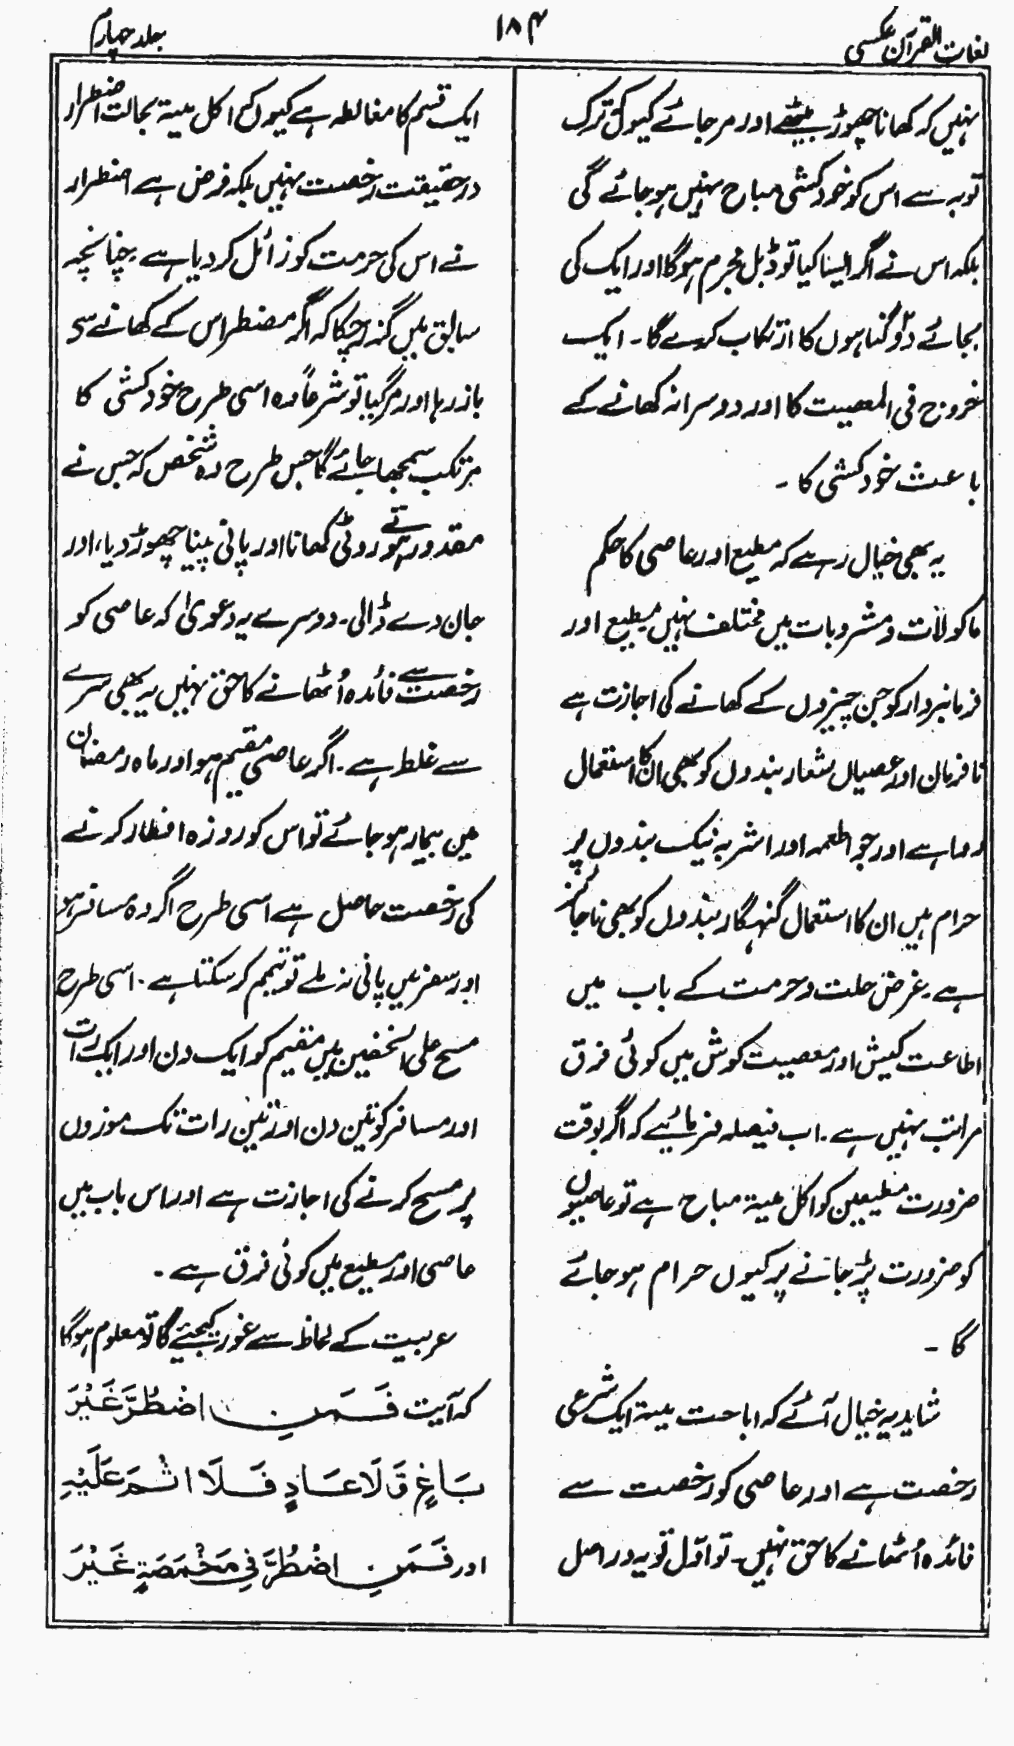 لغات القرآن عکسی
۱۸۴
جلد چہارم
نہیں کہ کھانا چھوڑ بیٹھے اور مر جائے کیونکہ ترک
توبہ سے اس کو خودکشی مباح نہیں ہو جائے گی
بلکہ اس نے اگر ایسا کیا تو ڈبل مجرم ہوگا اور ایک کی
بجائے دو گناہوں کا ارتکاب کرے گا۔ ایک
خروج فی المعصیت کا اور دوسرا نہ کھانے کے
باعث خودکشی کا ۔
یہ بھی خیال رہے کہ مطیع اور عاصی کا حکم
ماکولات و مشروبات میں مختلف نہیں مطیع اور
فرمانبردار کو جن چیزوں کے کھانے کی اجازت ہے
نافرمان اور عصیاں شعار بندوں کو بھی ان کا استعمال
روا ہے اور جو اطعمہ اور اشربہ نیک بندوں پر
حرام ہیں ان کا استعمال گنہگار بندوں کو بھی ناجائز
ہے۔ غرض حلت و حرمت کے باب میں
اطاعت کیش اور معصیت کوش میں کوئی فرق
مراتب نہیں ہے۔ اب فیصلہ فرمائیے کہ اگر بوقت
ضرورت مطیعین کو اکل میتۃ مباح ہے تو عاصیوں
کو ضرورت پڑ جانے پر کیوں حرام ہو جائے
گا ۔
شاید یہ خیال آئے کہ اباحت میتۃ ایک شرعی
رخصت ہے اور عاصی کو رخصت سے
فائدہ اُٹھانے کا حق نہیں۔ تو اوّل تو یہ دراصل
ایک قسم کا مغالطہ ہے کیوں کہ اکل میتۃ بحالت اضطرار
درحقیقت رخصت نہیں بلکہ فرض ہے اضطرار
نے اس کی حرمت کو زائل کر دیا ہے چنانچہ
سابق میں گزر چکا کہ اگر مضطر اس کے کھانے سے
باز رہا اور مر گیا تو شرعاً وہ اسی طرح خودکشی کا
مرتکب سمجھا جائے گا جس طرح وہ شخص کہ جس نے
مقدور ہوتے روٹی کھانا اور پانی پینا چھوڑ دیا، اور
جان دے ڈالی۔ دوسرے یہ دعویٰ کہ عاصی کو
رخصت سے فائدہ اُٹھانے کا حق نہیں یہ بھی سرے
سے غلط ہے۔ اگر عاصی مقیم ہو اور ماہ رمضان
میں بیمار ہو جائے تو اس کو روزہ افطار کرنے
کی رخصت حاصل ہے اسی طرح اگر وہ مسافر ہو
اور سفر میں پانی نہ ملے تو تیمم کر سکتا ہے۔ اسی طرح
مسح علی الخفین میں مقیم کو ایک دن اور ایک رات
اور مسافر کو تین دن اور تین رات تک موزوں
پر مسح کرنے کی اجازت ہے اور اس باب میں
عاصی اور مطیع میں کوئی فرق ہے ۔
عربیت کے لحاظ سے غور کیجئے گا تو معلوم ہوگا
کہ آیت فَمَنِ اضْطُرَّ غَيْرَ
بَاغٍ وَّلَا عَادٍ فَلَا اثْمَ عَلَيْهِ
اور فَمَنِ اضْطُرَّ فِي مَخْمَصَةٍ غَيْرَ